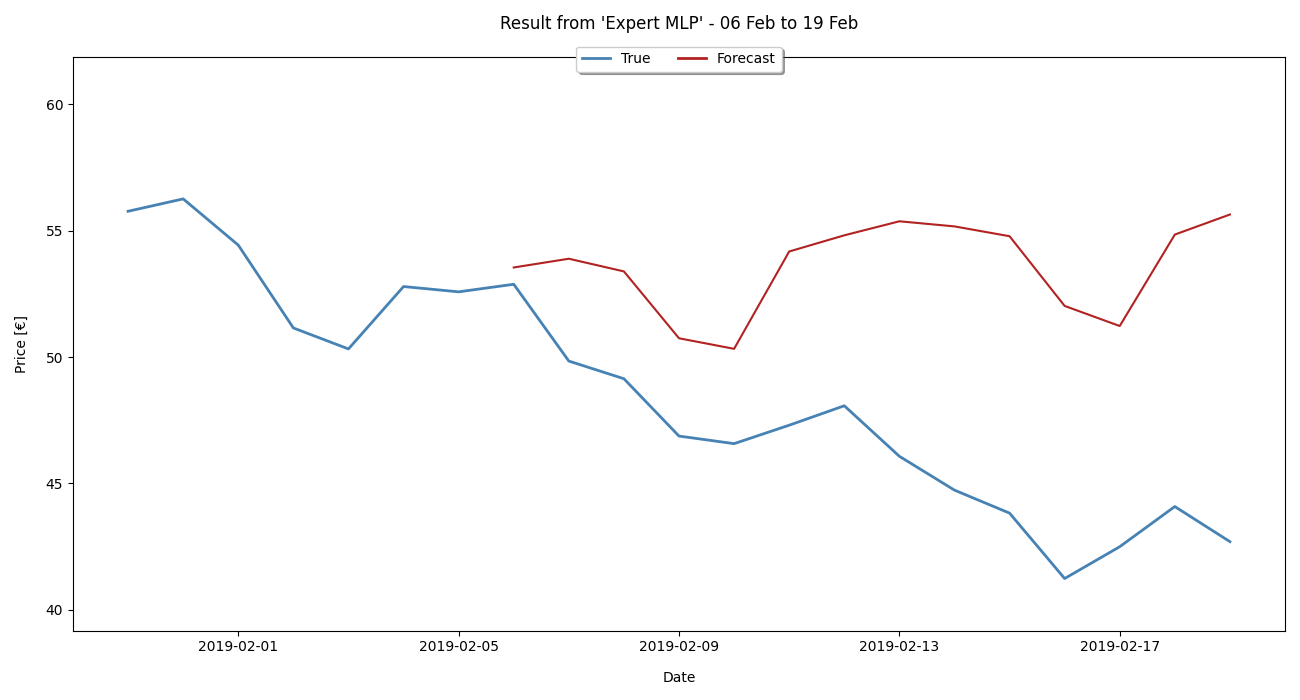 Result from 'Expert MLP' - 06 Feb to 19 Feb
True
Forecast
60
55
50
45
40
Price [€]
2019-02-01
2019-02-05
2019-02-09
2019-02-13
2019-02-17
Date